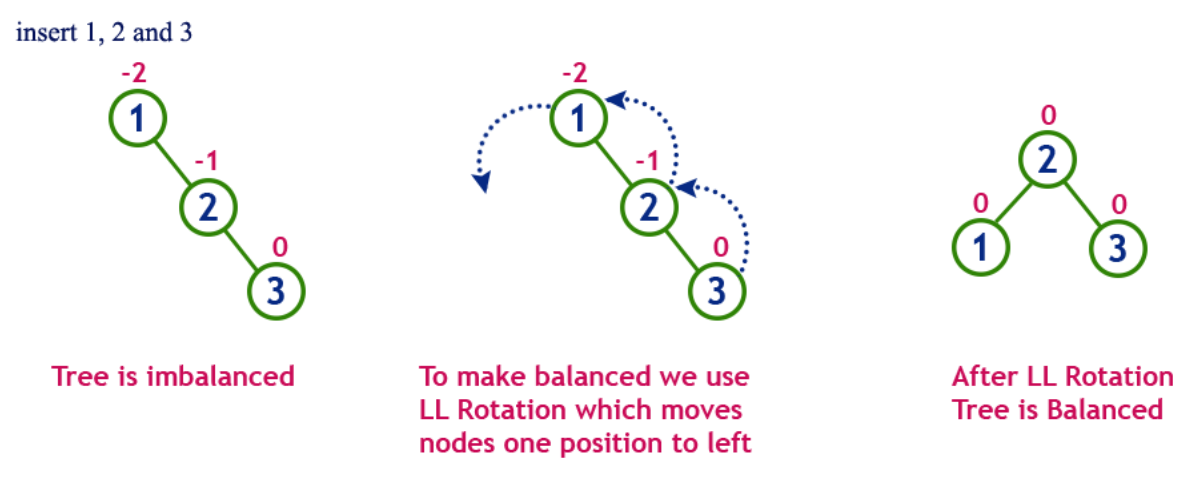 insert 1, 2 and 3
-2
1
-1
2
0
3
Tree is imbalanced
-2
1
-1
2
0
3
To make balanced we use
LL Rotation which moves
nodes one position to left
0
2
0
0
1
3
After LL Rotation
Tree is Balanced